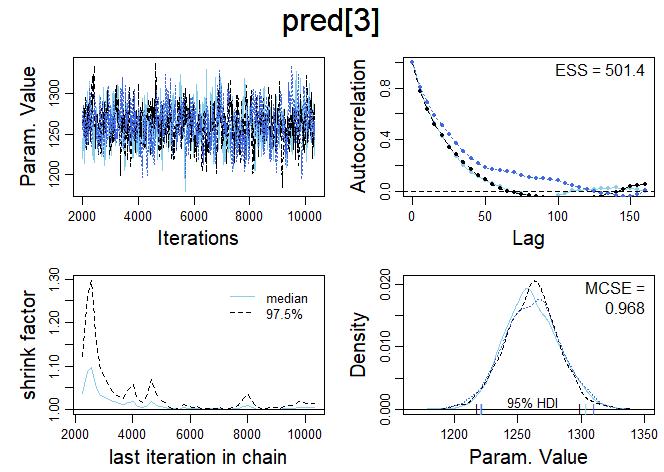 pred[3]
Param. Value
1200 1250 1300
2000 4000 6000 8000 10000
Iterations
Autocorrelation
0.0 0.4 0.8
ESS = 501.4
0 50 100 150
Lag
shrink factor
1.00 1.10 1.20 1.30
median
97.5%
2000 4000 6000 8000 10000
last iteration in chain
Density
0.000 0.010 0.020
MCSE =
0.968
95% HDI
1200 1250 1300 1350
Param. Value